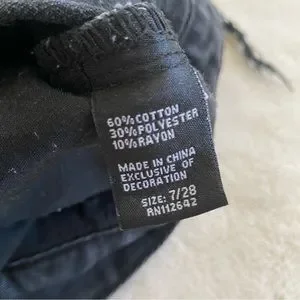 60%COTTON
30%POLYESTER
10%RAYON
MADE IN CHINA
EXCLUSIVE OF
DECORATION
SIZE: 7/28
RN112642